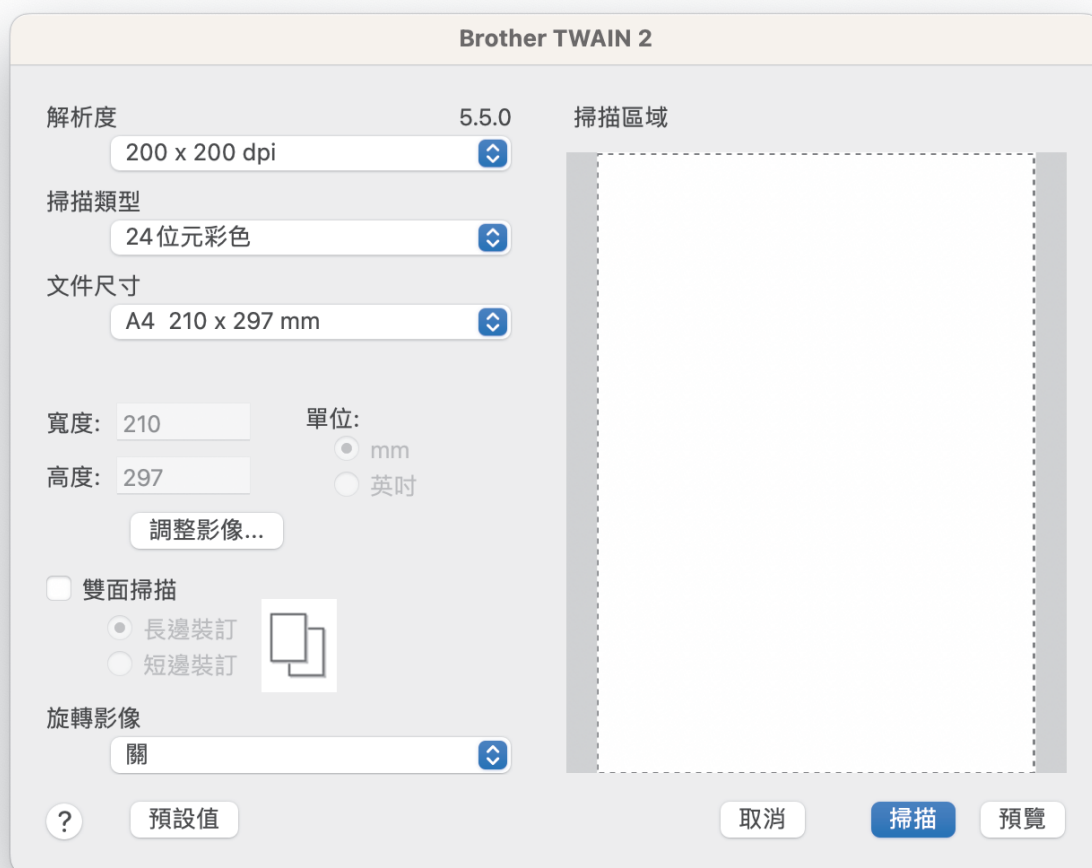 Brother TWAIN 2
解析度 5.5.0
200 x 200 dpi
掃描類型
24位元彩色
文件尺寸
A4 210 x 297 mm
寬度: 210
高度: 297
單位:
mm
英吋
調整影像...
雙面掃描
長邊裝訂
短邊裝訂
旋轉影像
關
? 預設值
掃描區域
取消 掃描 預覽